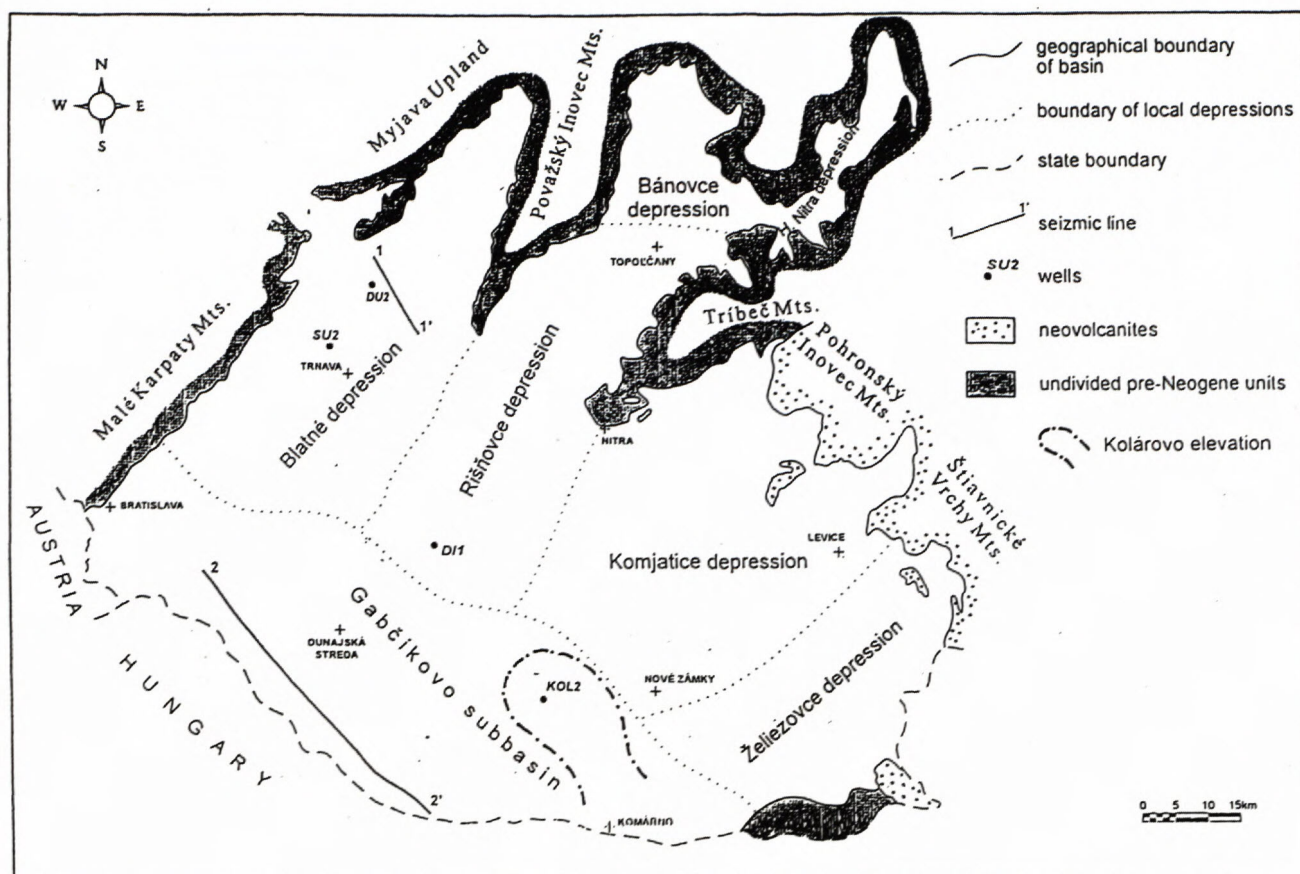 N
W E
S
Myjava Upland
Považský Inovec Mts.
Malé Karpaty Mts.
Bánovce
depression
H. Nitra depression
TOPOĽČANY
Tríbeč Mts.
Pohronský
Inovec Mts.
Štiavnické
Vrchy Mts.
1
DU2
1'
SU2
TRNAVA
Blatné depression
Rišňovce depression
NITRA
BRATISLAVA
AUSTRIA
DI1
Komjatice depression
LEVICE
2
Gabčíkovo subbasin
DUNAJSKÁ
STREDA
HUNGARY
KOL2
NOVÉ ZÁMKY
Želiezovce depression
2'
KOMÁRNO
geographical boundary
of basin
boundary of local depressions
state boundary
1 1'
seizmic line
SU2
wells
neovolcanites
undivided pre-Neogene units
Kolárovo elevation
0 5 10 15km